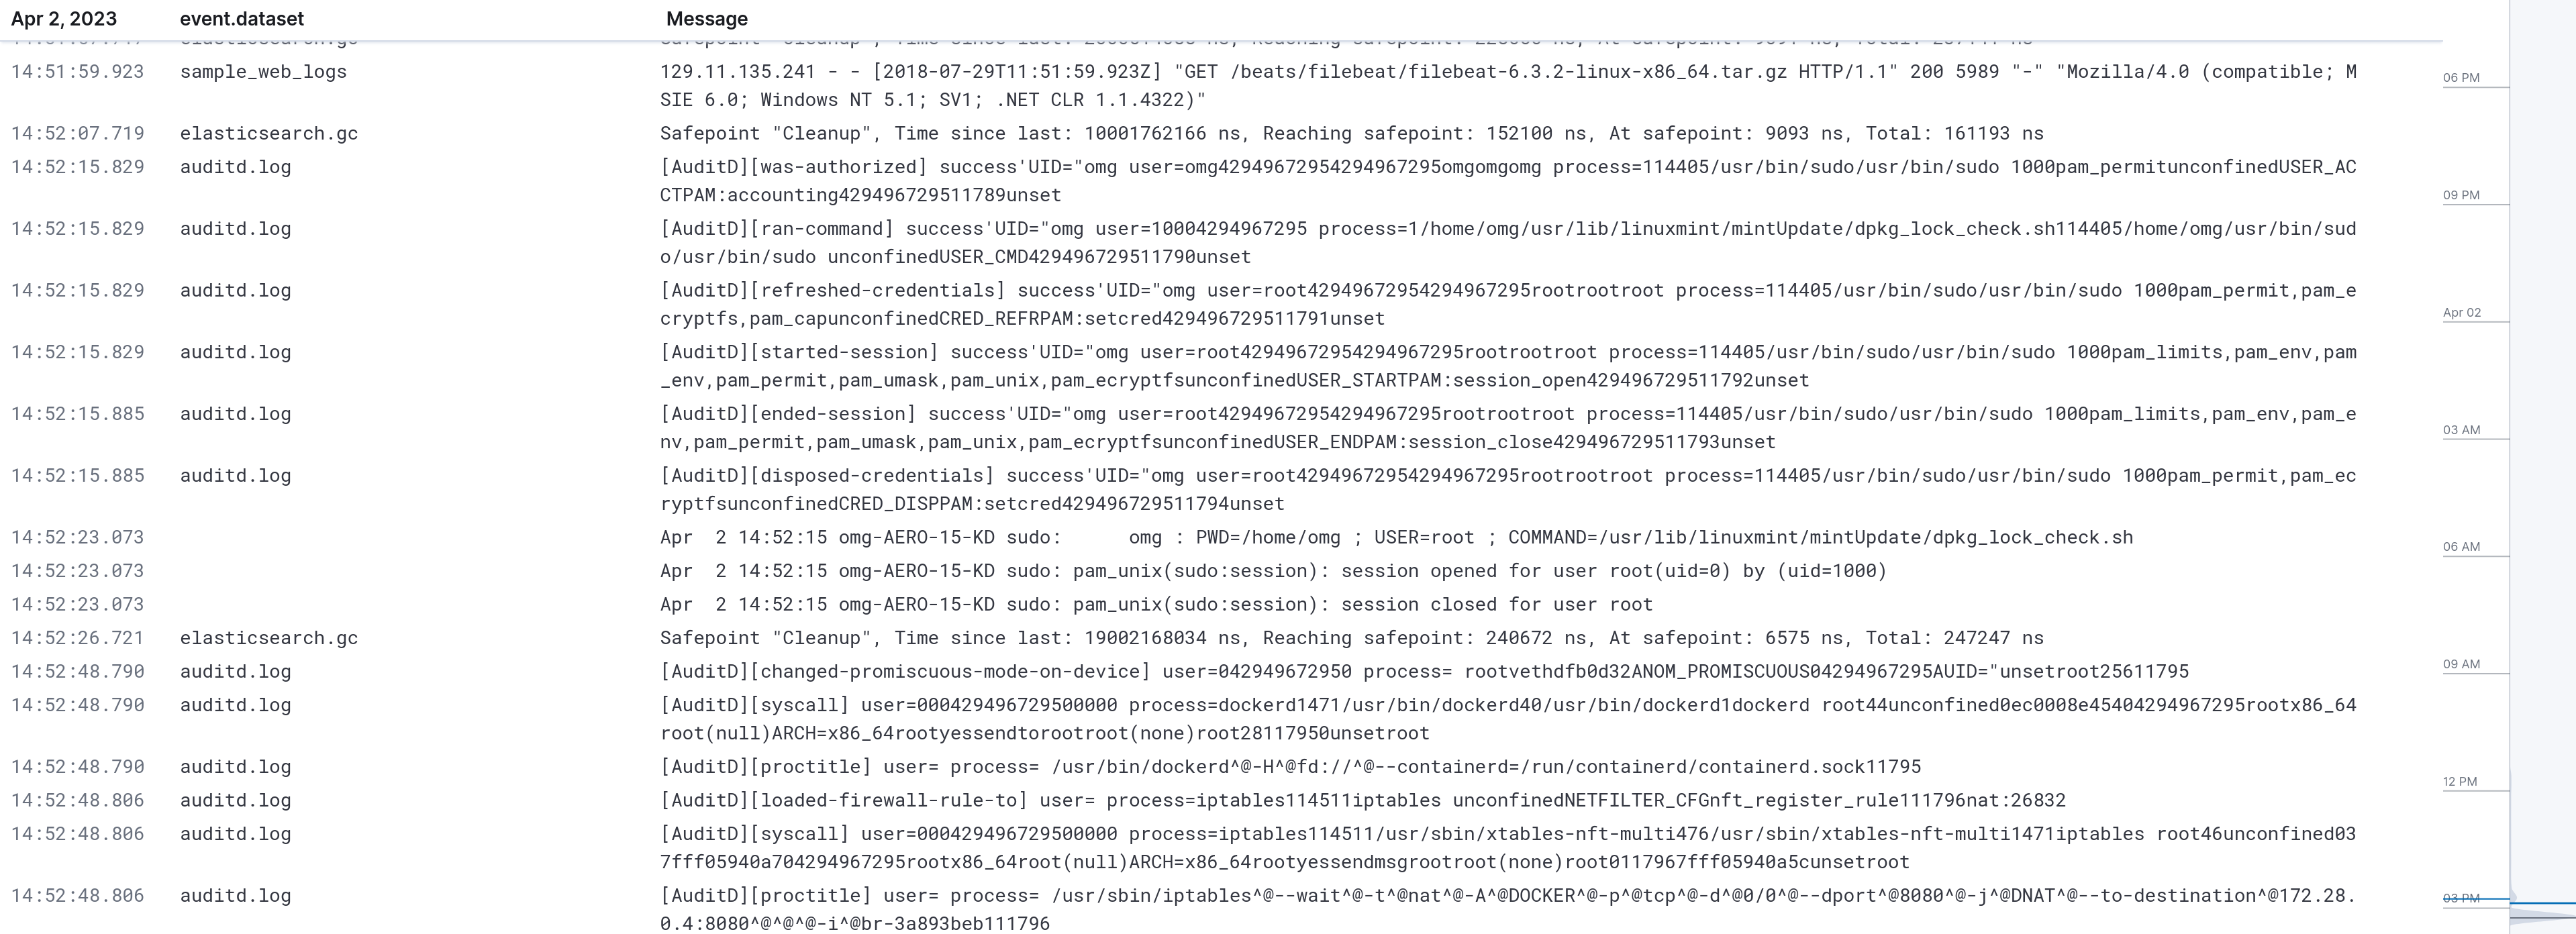 Apr 2, 2023 event.dataset Message
14:51:59.923 sample_web_logs 129.11.135.241 - - [2018-07-29T11:51:59.923Z] "GET /beats/filebeat/filebeat-6.3.2-linux-x86_64.tar.gz HTTP/1.1" 200 5989 "-" "Mozilla/4.0 (compatible; M
SIE 6.0; Windows NT 5.1; SV1; .NET CLR 1.1.4322)"
06 PM
14:52:07.719 elasticsearch.gc Safepoint "Cleanup", Time since last: 10001762166 ns, Reaching safepoint: 152100 ns, At safepoint: 9093 ns, Total: 161193 ns
14:52:15.829 auditd.log [AuditD][was-authorized] success'UID="omg user=omg42949672954294967295omgomgomg process=114405/usr/bin/sudo/usr/bin/sudo 1000pam_permitunconfinedUSER_AC
CTPAM:accounting429496729511789unset
09 PM
14:52:15.829 auditd.log [AuditD][ran-command] success'UID="omg user=10004294967295 process=1/home/omg/usr/lib/linuxmint/mintUpdate/dpkg_lock_check.sh114405/home/omg/usr/bin/sud
o/usr/bin/sudo unconfinedUSER_CMD429496729511790unset
14:52:15.829 auditd.log [AuditD][refreshed-credentials] success'UID="omg user=root42949672954294967295rootrootroot process=114405/usr/bin/sudo/usr/bin/sudo 1000pam_permit,pam_e
cryptfs,pam_capunconfinedCRED_REFRPAM:setcred429496729511791unset
Apr 02
14:52:15.829 auditd.log [AuditD][started-session] success'UID="omg user=root42949672954294967295rootrootroot process=114405/usr/bin/sudo/usr/bin/sudo 1000pam_limits,pam_env,pam
_env,pam_permit,pam_umask,pam_unix,pam_ecryptfsunconfinedUSER_STARTPAM:session_open429496729511792unset
14:52:15.885 auditd.log [AuditD][ended-session] success'UID="omg user=root42949672954294967295rootrootroot process=114405/usr/bin/sudo/usr/bin/sudo 1000pam_limits,pam_env,pam_e
nv,pam_permit,pam_umask,pam_unix,pam_ecryptfsunconfinedUSER_ENDPAM:session_close429496729511793unset
03 AM
14:52:15.885 auditd.log [AuditD][disposed-credentials] success'UID="omg user=root42949672954294967295rootrootroot process=114405/usr/bin/sudo/usr/bin/sudo 1000pam_permit,pam_ec
ryptfsunconfinedCRED_DISPPAM:setcred429496729511794unset
14:52:23.073 Apr  2 14:52:15 omg-AERO-15-KD sudo:      omg : PWD=/home/omg ; USER=root ; COMMAND=/usr/lib/linuxmint/mintUpdate/dpkg_lock_check.sh
06 AM
14:52:23.073 Apr  2 14:52:15 omg-AERO-15-KD sudo: pam_unix(sudo:session): session opened for user root(uid=0) by (uid=1000)
14:52:23.073 Apr  2 14:52:15 omg-AERO-15-KD sudo: pam_unix(sudo:session): session closed for user root
14:52:26.721 elasticsearch.gc Safepoint "Cleanup", Time since last: 19002168034 ns, Reaching safepoint: 240672 ns, At safepoint: 6575 ns, Total: 247247 ns
14:52:48.790 auditd.log [AuditD][changed-promiscuous-mode-on-device] user=042949672950 process= rootvethdfb0d32ANOM_PROMISCUOUS04294967295AUID="unsetroot25611795
09 AM
14:52:48.790 auditd.log [AuditD][syscall] user=000429496729500000 process=dockerd1471/usr/bin/dockerd40/usr/bin/dockerd1dockerd root44unconfined0ec0008e45404294967295rootx86_64
root(null)ARCH=x86_64rootyessendtorootroot(none)root28117950unsetroot
14:52:48.790 auditd.log [AuditD][proctitle] user= process= /usr/bin/dockerd^@-H^@fd://^@--containerd=/run/containerd/containerd.sock11795
12 PM
14:52:48.806 auditd.log [AuditD][loaded-firewall-rule-to] user= process=iptables114511iptables unconfinedNETFILTER_CFGnft_register_rule111796nat:26832
14:52:48.806 auditd.log [AuditD][syscall] user=000429496729500000 process=iptables114511/usr/sbin/xtables-nft-multi476/usr/sbin/xtables-nft-multi1471iptables root46unconfined03
7fff05940a704294967295rootx86_64root(null)ARCH=x86_64rootyessendmsgrootroot(none)root0117967fff05940a5cunsetroot
14:52:48.806 auditd.log [AuditD][proctitle] user= process= /usr/sbin/iptables^@--wait^@-t^@nat^@-A^@DOCKER^@-p^@tcp^@-d^@0/0^@--dport^@8080^@-j^@DNAT^@--to-destination^@172.28.
0.4:8080^@^@^@-i^@br-3a893beb111796
03 PM